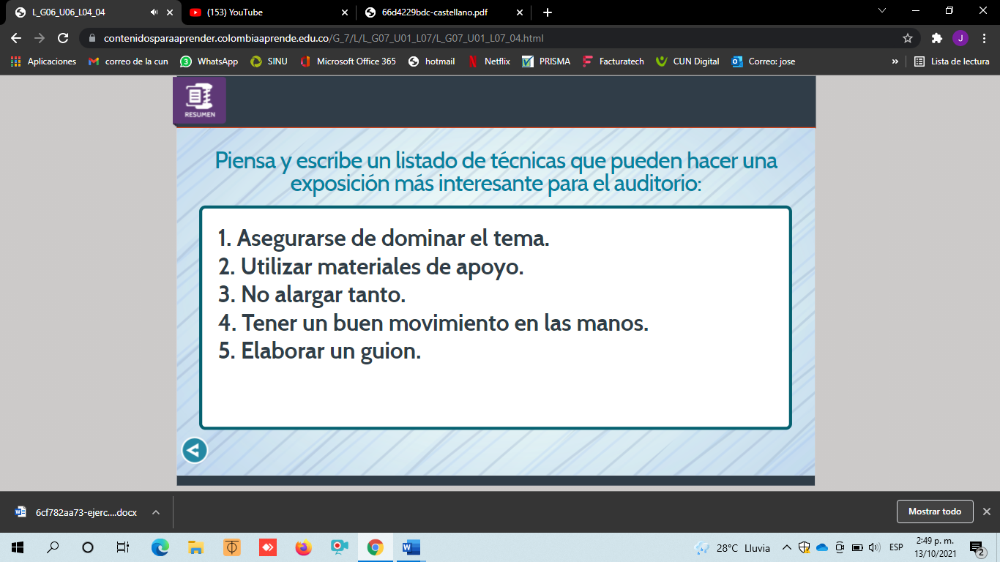 L_G06_U06_L04_04
(153) YouTube
66d4229bdc-castellano.pdf
contenidosparaaprender.colombiaaprende.edu.co/G_7/L/L_G07_U01_L07/L_G07_U01_L07_04.html
J
Aplicaciones
correo de la cun
3
WhatsApp
SINU
Microsoft Office 365
hotmail
Netflix
PRISMA
Facturatech
CUN Digital
Correo: jose
»
Lista de lectura
RESUMEN
Piensa y escribe un listado de técnicas que pueden hacer una
exposición más interesante para el auditorio:
1. Asegurarse de dominar el tema.
2. Utilizar materiales de apoyo.
3. No alargar tanto.
4. Tener un buen movimiento en las manos.
5. Elaborar un guion.
6cf782aa73-ejerc....docx
Mostrar todo
28°C Lluvia
ESP
2:49 p. m.
13/10/2021
2